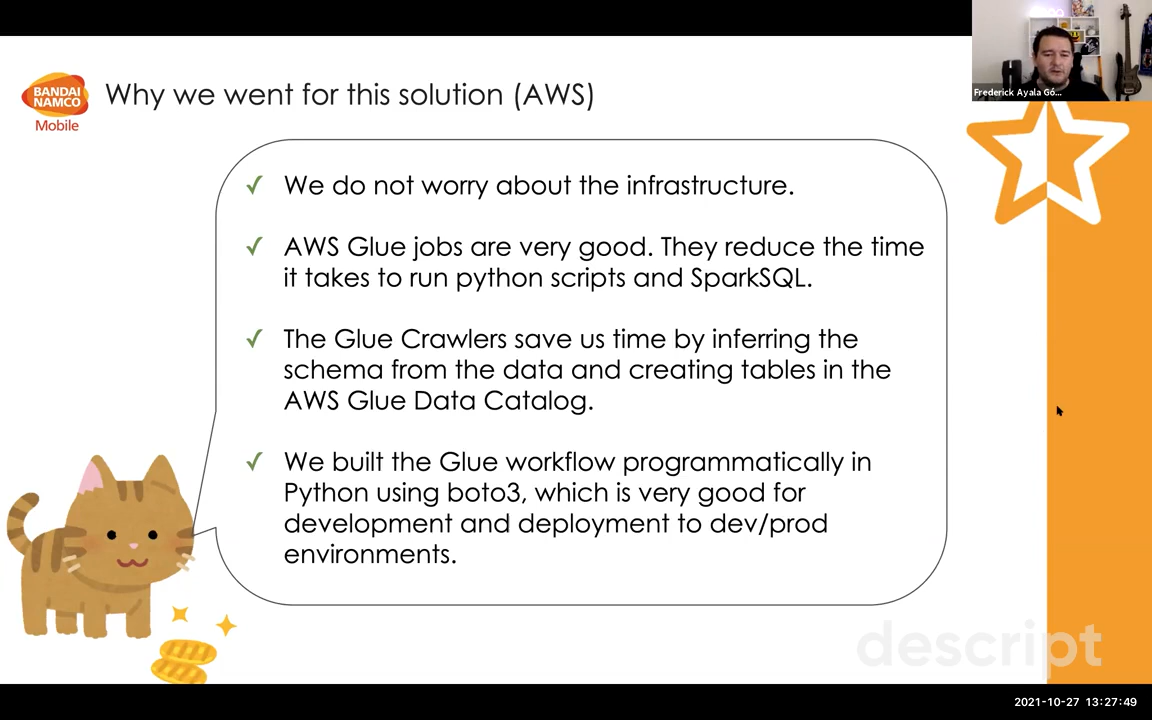 Frederick Ayala Gó...
BANDAI
NAMCO
Mobile
Why we went for this solution (AWS)
✓ We do not worry about the infrastructure.
✓ AWS Glue jobs are very good. They reduce the time
it takes to run python scripts and SparkSQL.
✓ The Glue Crawlers save us time by inferring the
schema from the data and creating tables in the
AWS Glue Data Catalog.
✓ We built the Glue workflow programmatically in
Python using boto3, which is very good for
development and deployment to dev/prod
environments.
descript
2021-10-27 13:27:49